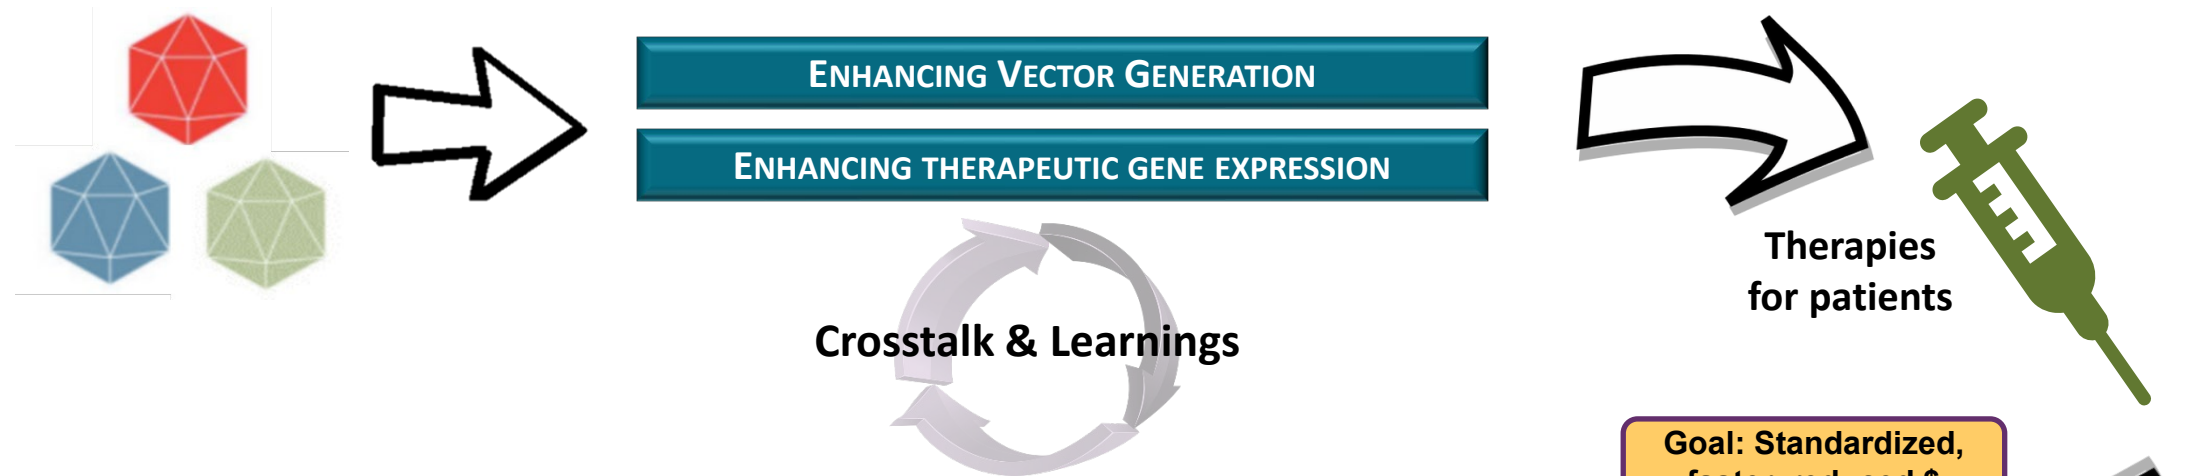 ENHANCING VECTOR GENERATION
ENHANCING THERAPEUTIC GENE EXPRESSION
Therapies
for patients
Crosstalk & Learnings
Goal: Standardized,